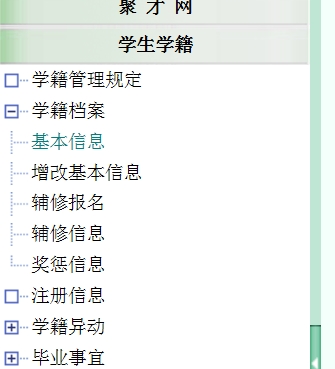 聚 才 网
学生学籍
学籍管理规定
学籍档案
基本信息
增改基本信息
辅修报名
辅修信息
奖惩信息
注册信息
学籍异动
毕业事宜